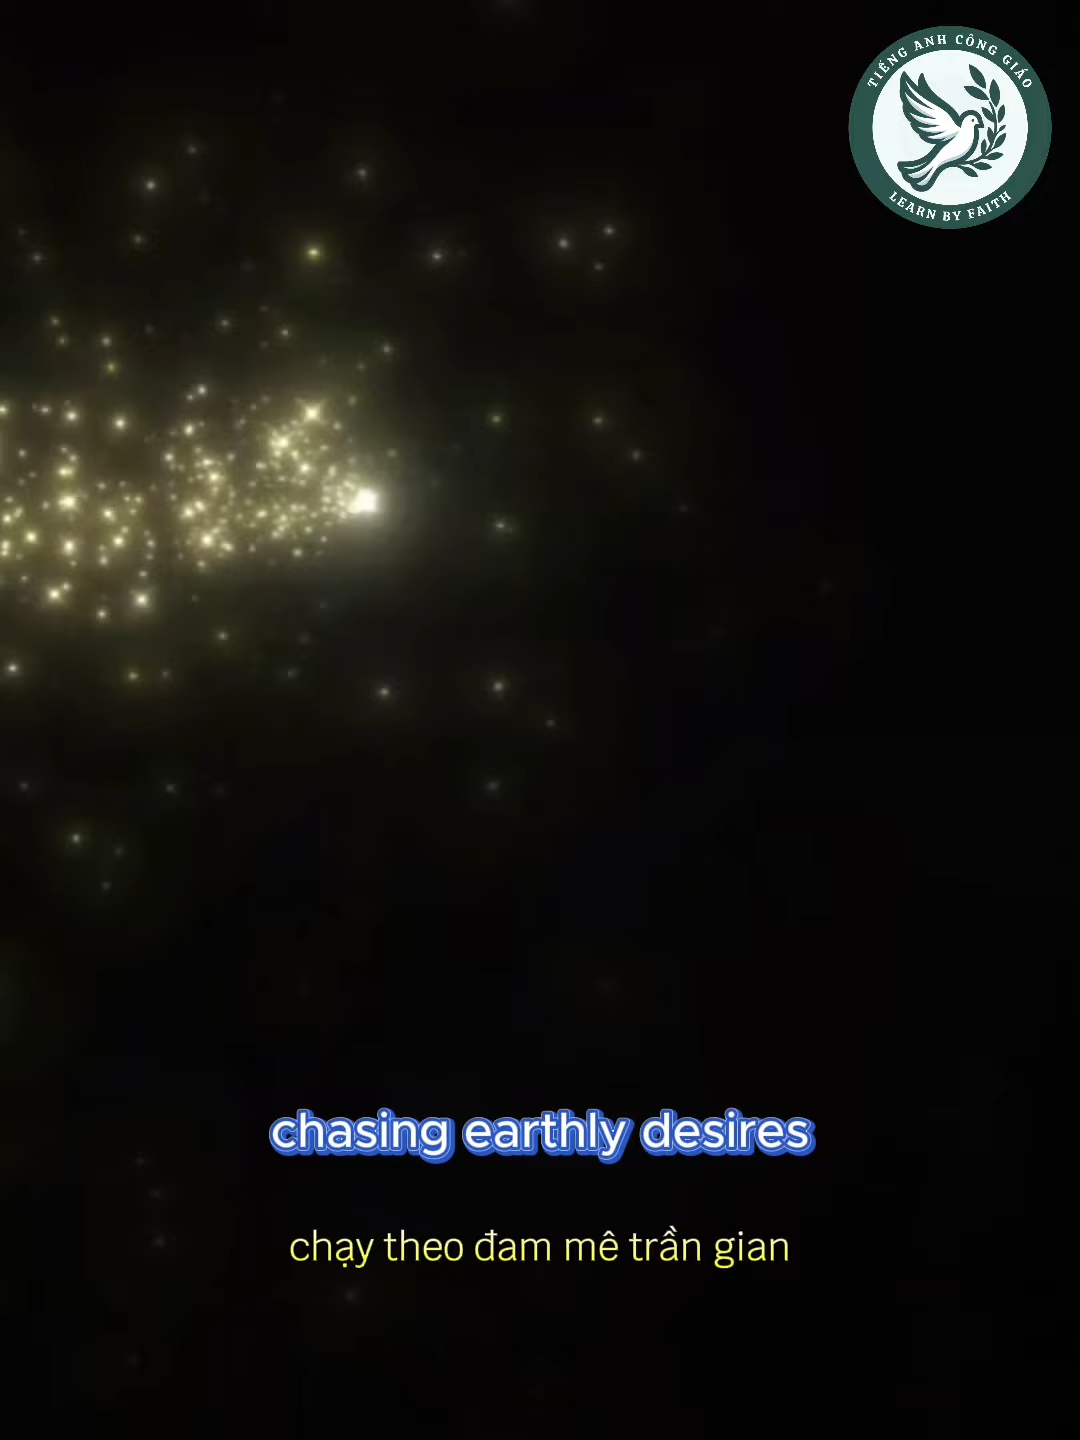 TIẾNG ANH CÔNG GIÁO
LEARN BY FAITH
chasing earthly desires
chạy theo đam mê trần gian